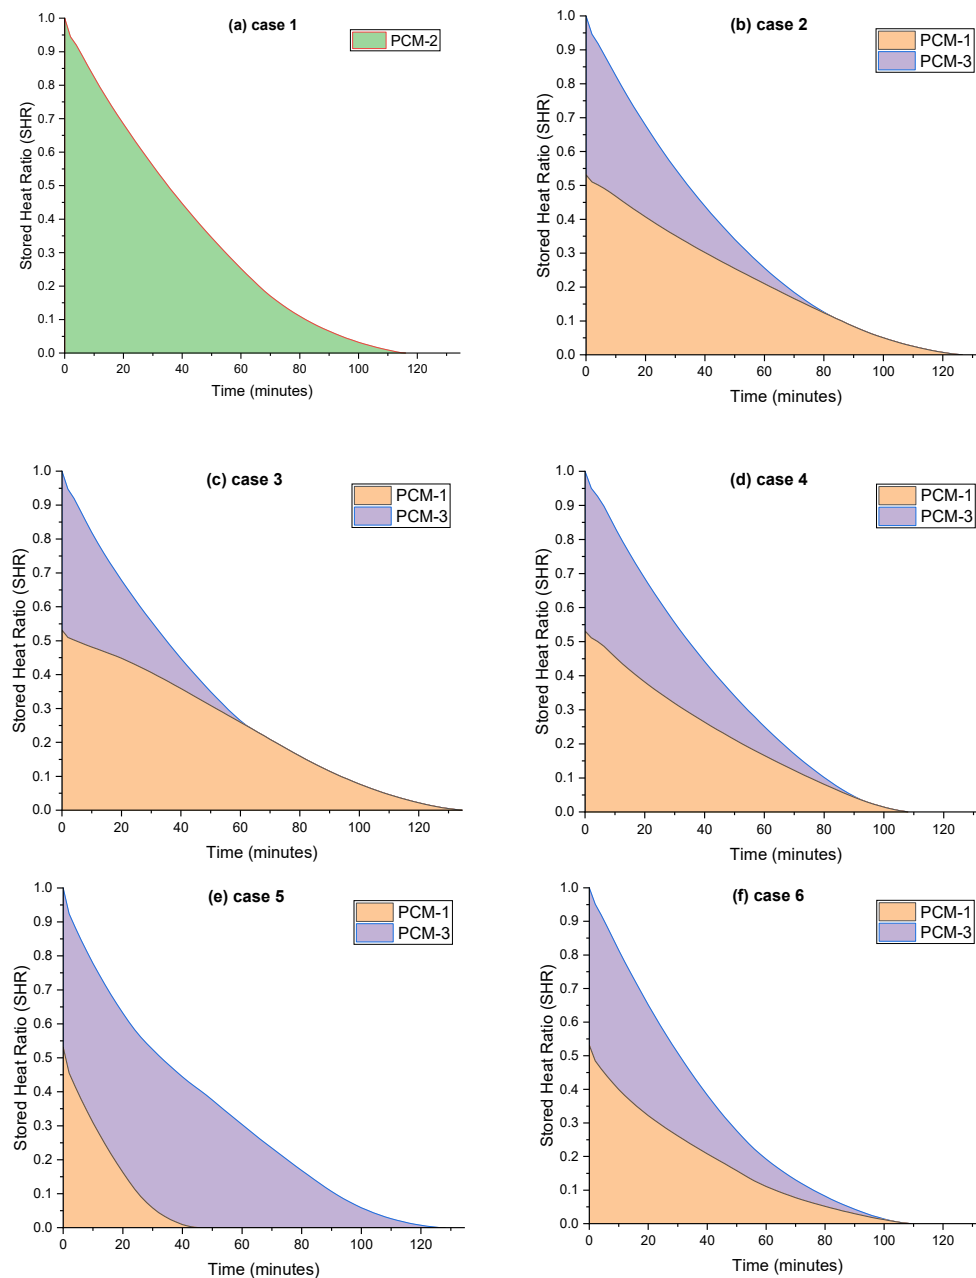 (a) case 1
PCM-2
Stored Heat Ratio (SHR)
1.0
0.9
0.8
0.7
0.6
0.5
0.4
0.3
0.2
0.1
0.0
0 20 40 60 80 100 120
Time (minutes)
(b) case 2
PCM-1
PCM-3
Stored Heat Ratio (SHR)
1.0
0.9
0.8
0.7
0.6
0.5
0.4
0.3
0.2
0.1
0.0
0 20 40 60 80 100 120
Time (minutes)
(c) case 3
PCM-1
PCM-3
Stored Heat Ratio (SHR)
1.0
0.9
0.8
0.7
0.6
0.5
0.4
0.3
0.2
0.1
0.0
0 20 40 60 80 100 120
Time (minutes)
(d) case 4
PCM-1
PCM-3
Stored Heat Ratio (SHR)
1.0
0.9
0.8
0.7
0.6
0.5
0.4
0.3
0.2
0.1
0.0
0 20 40 60 80 100 120
Time (minutes)
(e) case 5
PCM-1
PCM-3
Stored Heat Ratio (SHR)
1.0
0.9
0.8
0.7
0.6
0.5
0.4
0.3
0.2
0.1
0.0
0 20 40 60 80 100 120
Time (minutes)
(f) case 6
PCM-1
PCM-3
Stored Heat Ratio (SHR)
1.0
0.9
0.8
0.7
0.6
0.5
0.4
0.3
0.2
0.1
0.0
0 20 40 60 80 100 120
Time (minutes)